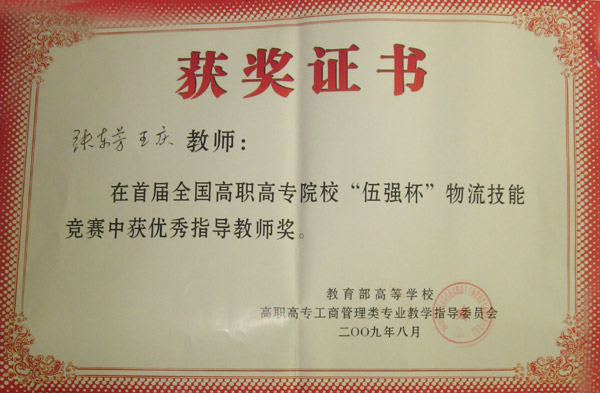 获奖证书
张东芳 王庆 教师：
在首届全国高职高专院校“伍强杯”物流技能
竞赛中获优秀指导教师奖。
教育部高等学校
高职高专工商管理类专业教学指导委员会
二〇〇九年八月